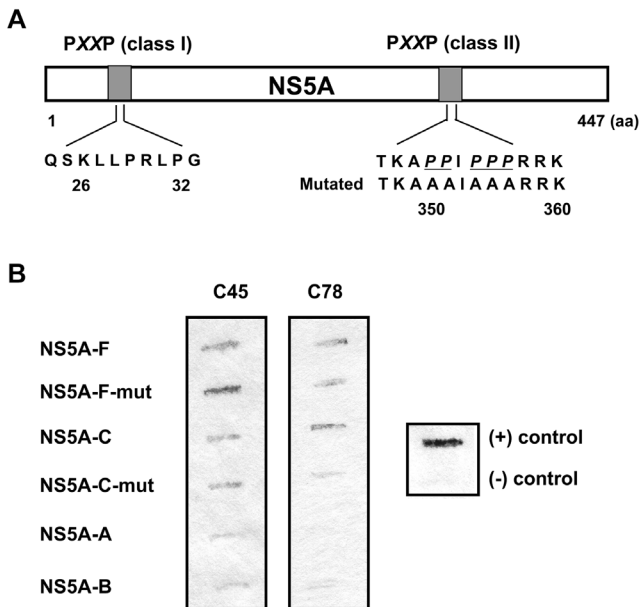 A
PXXP (class I) PXXP (class II)
NS5A
1 447 (aa)
Q S K L L P R L P G
26 32
T K A P P I P P P R R K
Mutated T K A A A I A A A R R K
350 360
B
C45 C78
NS5A-F
NS5A-F-mut
NS5A-C
NS5A-C-mut
NS5A-A
NS5A-B
(+) control
(-) control